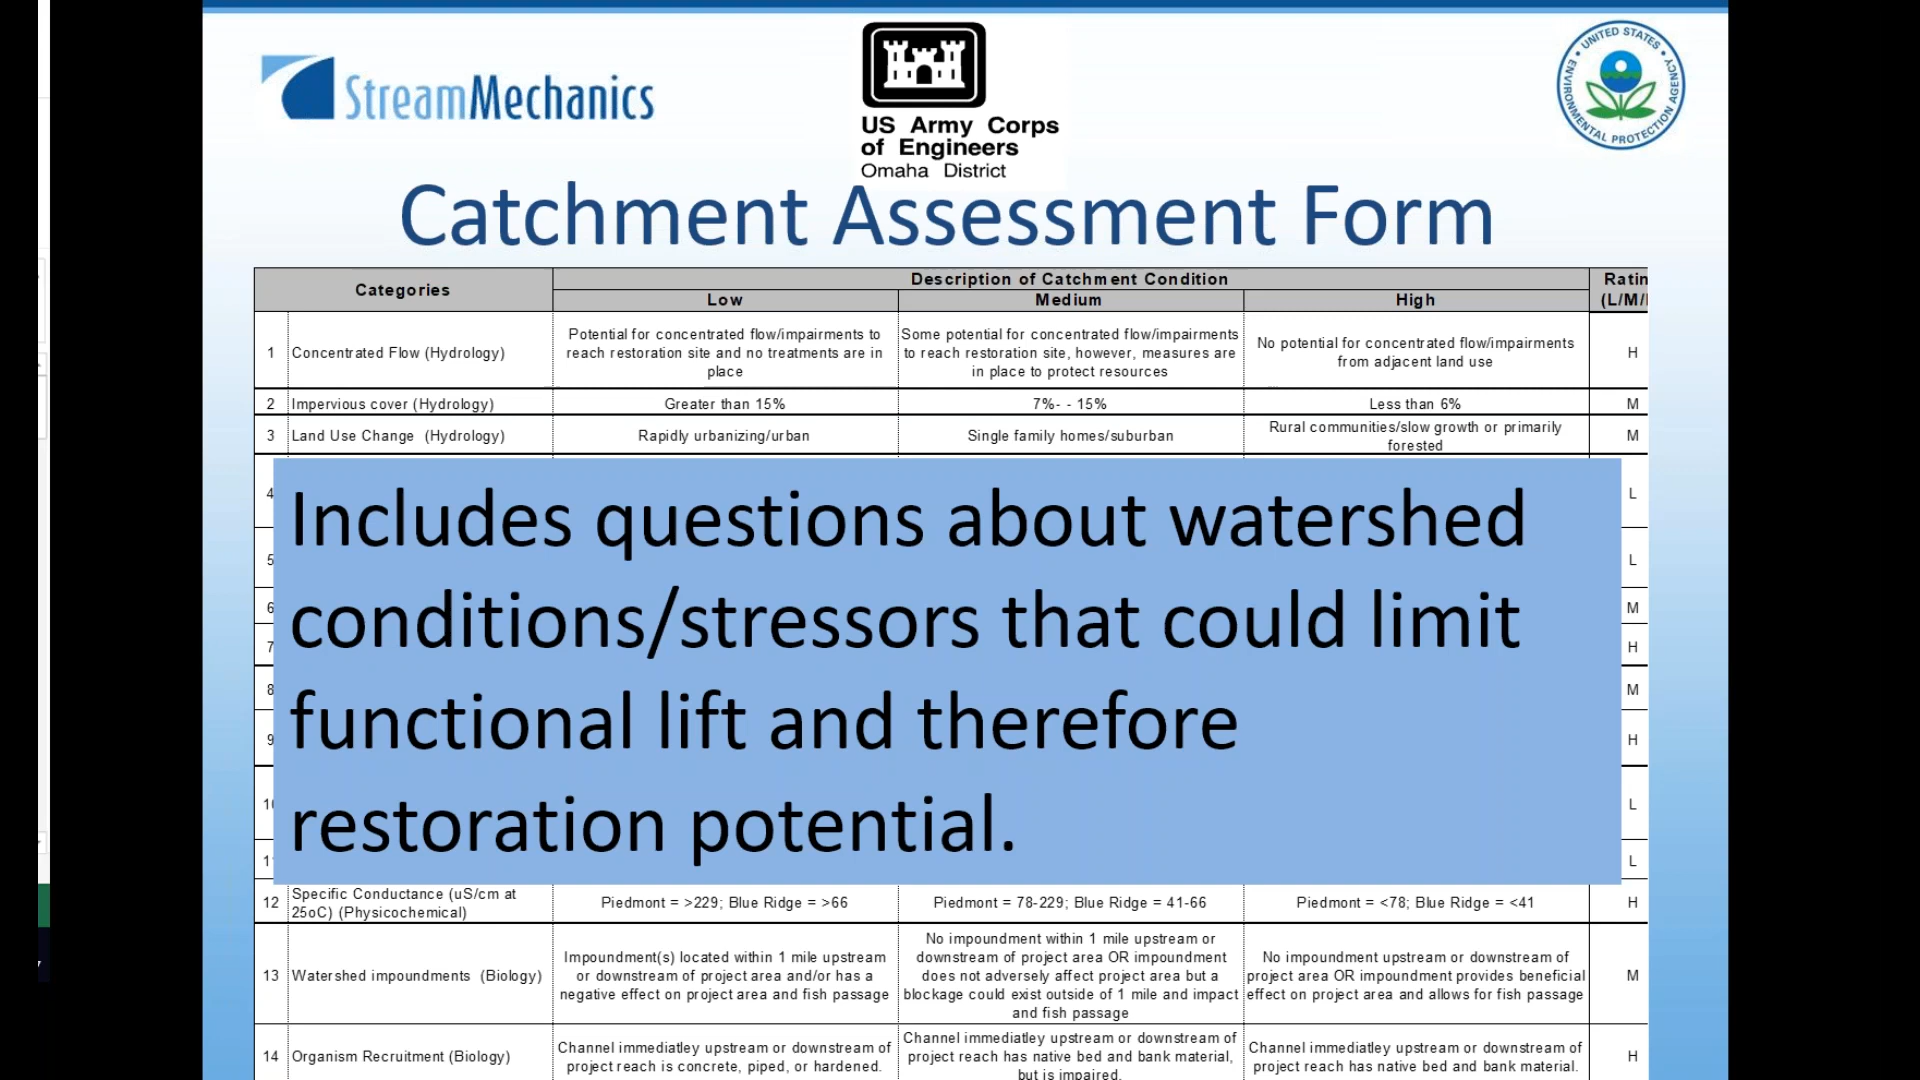 StreamMechanics
US Army Corps
of Engineers
Omaha District
UNITED STATES
ENVIRONMENTAL PROTECTION AGENCY
Catchment Assessment Form
Categories
Description of Catchment Condition
Ratin
Low
Medium
High
(L/M/
1
Concentrated Flow (Hydrology)
Potential for concentrated flow/impairments to
reach restoration site and no treatments are in
place
Some potential for concentrated flow/impairments
to reach restoration site, however, measures are
in place to protect resources
No potential for concentrated flow/impairments
from adjacent land use
H
2
Impervious cover (Hydrology)
Greater than 15%
7%- - 15%
Less than 6%
M
3
Land Use Change (Hydrology)
Rapidly urbanizing/urban
Single family homes/suburban
Rural communities/slow growth or primarily
forested
M
4
L
5
L
6
M
7
H
8
M
9
H
10
L
11
L
Includes questions about watershed
conditions/stressors that could limit
functional lift and therefore
restoration potential.
12
Specific Conductance (uS/cm at
25oC) (Physicochemical)
Piedmont = >229; Blue Ridge = >66
Piedmont = 78-229; Blue Ridge = 41-66
Piedmont = <78; Blue Ridge = <41
H
13
Watershed impoundments (Biology)
Impoundment(s) located within 1 mile upstream
or downstream of project area and/or has a
negative effect on project area and fish passage
No impoundment within 1 mile upstream or
downstream of project area OR impoundment
does not adversely affect project area but a
blockage could exist outside of 1 mile and impact
and fish passage
No impoundment upstream or downstream of
project area OR impoundment provides beneficial
effect on project area and allows for fish passage
M
14
Organism Recruitment (Biology)
Channel immediatley upstream or downstream of
project reach is concrete, piped, or hardened.
Channel immediatley upstream or downstream of
project reach has native bed and bank material,
but is impaired.
Channel immediatley upstream or downstream of
project reach has native bed and bank material.
H